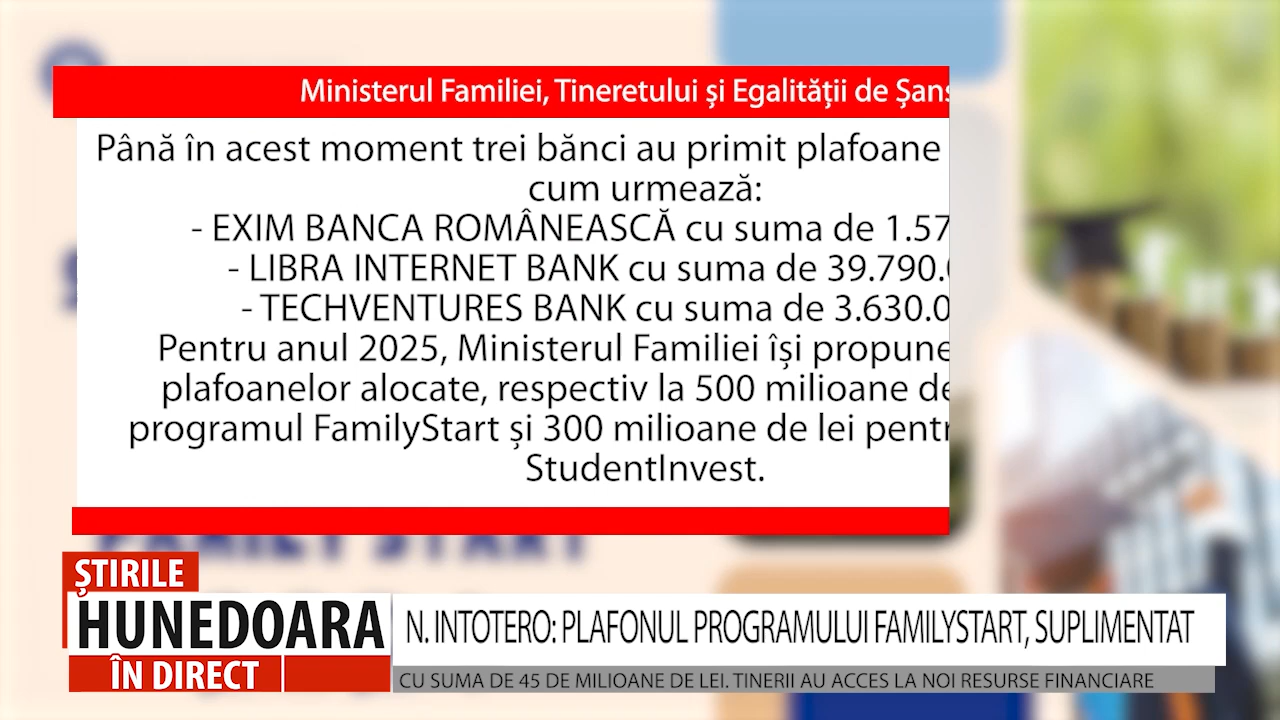 Ministerul Familiei, Tineretului și Egalității de Șans
Până în acest moment trei bănci au primit plafoane
cum urmează:
- EXIM BANCA ROMÂNEASCĂ cu suma de 1.57
- LIBRA INTERNET BANK cu suma de 39.790.
- TECHVENTURES BANK cu suma de 3.630.0
Pentru anul 2025, Ministerul Familiei își propune
plafoanelor alocate, respectiv la 500 milioane de
programul FamilyStart și 300 milioane de lei pentr
StudentInvest.
ȘTIRILE
HUNEDOARA
ÎN DIRECT
N. INTOTERO: PLAFONUL PROGRAMULUI FAMILYSTART, SUPLIMENTAT
CU SUMA DE 45 DE MILIOANE DE LEI. TINERII AU ACCES LA NOI RESURSE FINANCIARE